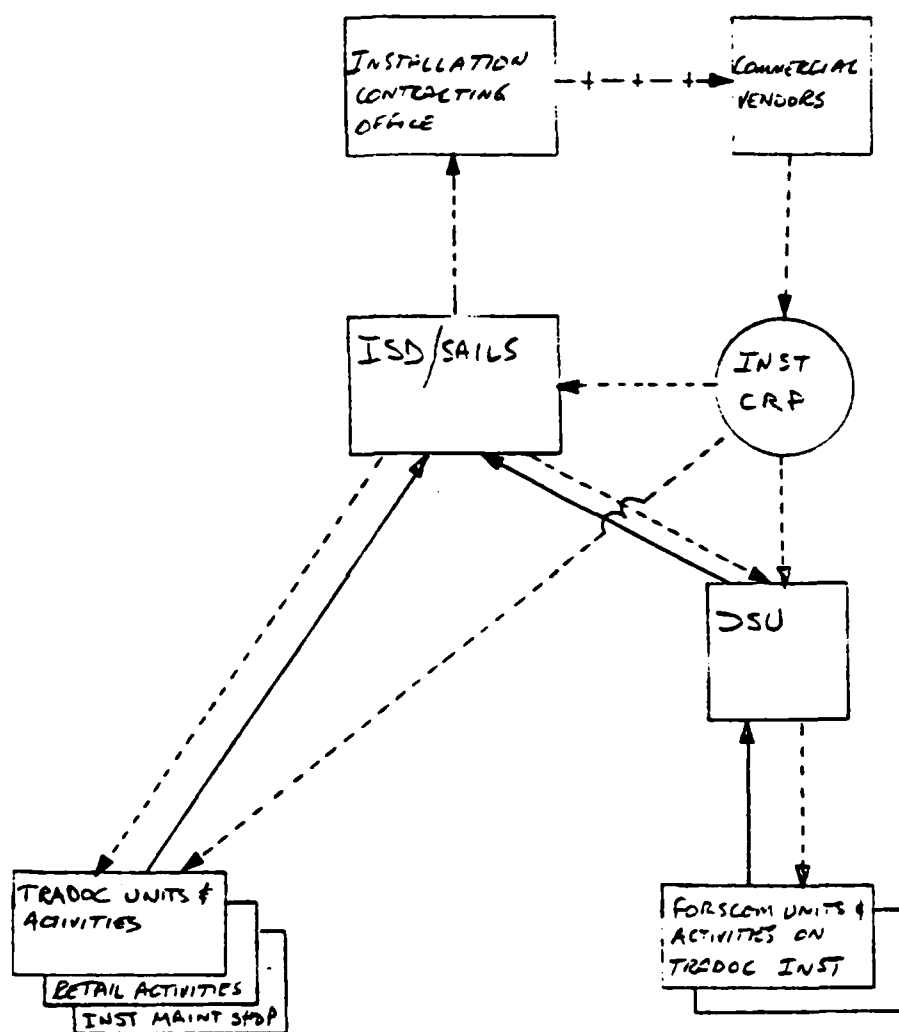 INSTALLATION
CONTRACTING
OFFICE
COMMERCIAL
VENDORS
ISD/SAILS
INST
CRF
DSU
TRADOC UNITS &
ACTIVITIES
RETAIL ACTIVITIES
INST MAINT SHOP
FORSCOM UNITS &
ACTIVITIES ON
TRADOC INST